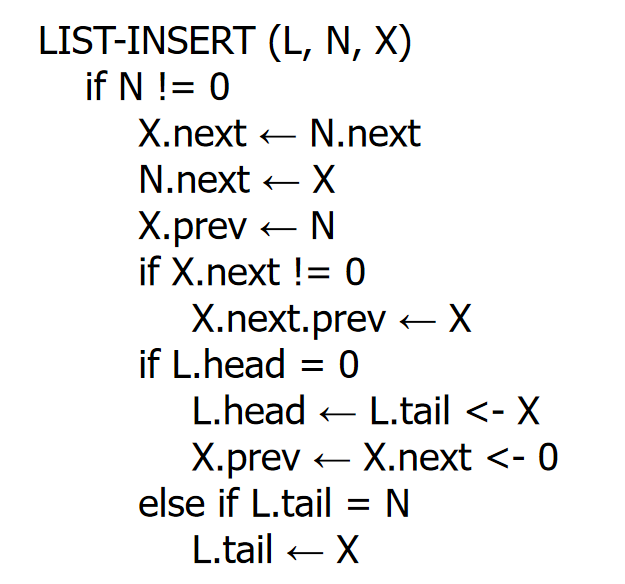 LIST-INSERT (L, N, X)
if N != 0
X.next ← N.next
N.next ← X
X.prev ← N
if X.next != 0
X.next.prev ← X
if L.head = 0
L.head ← L.tail <- X
X.prev ← X.next <- 0
else if L.tail = N
L.tail ← X